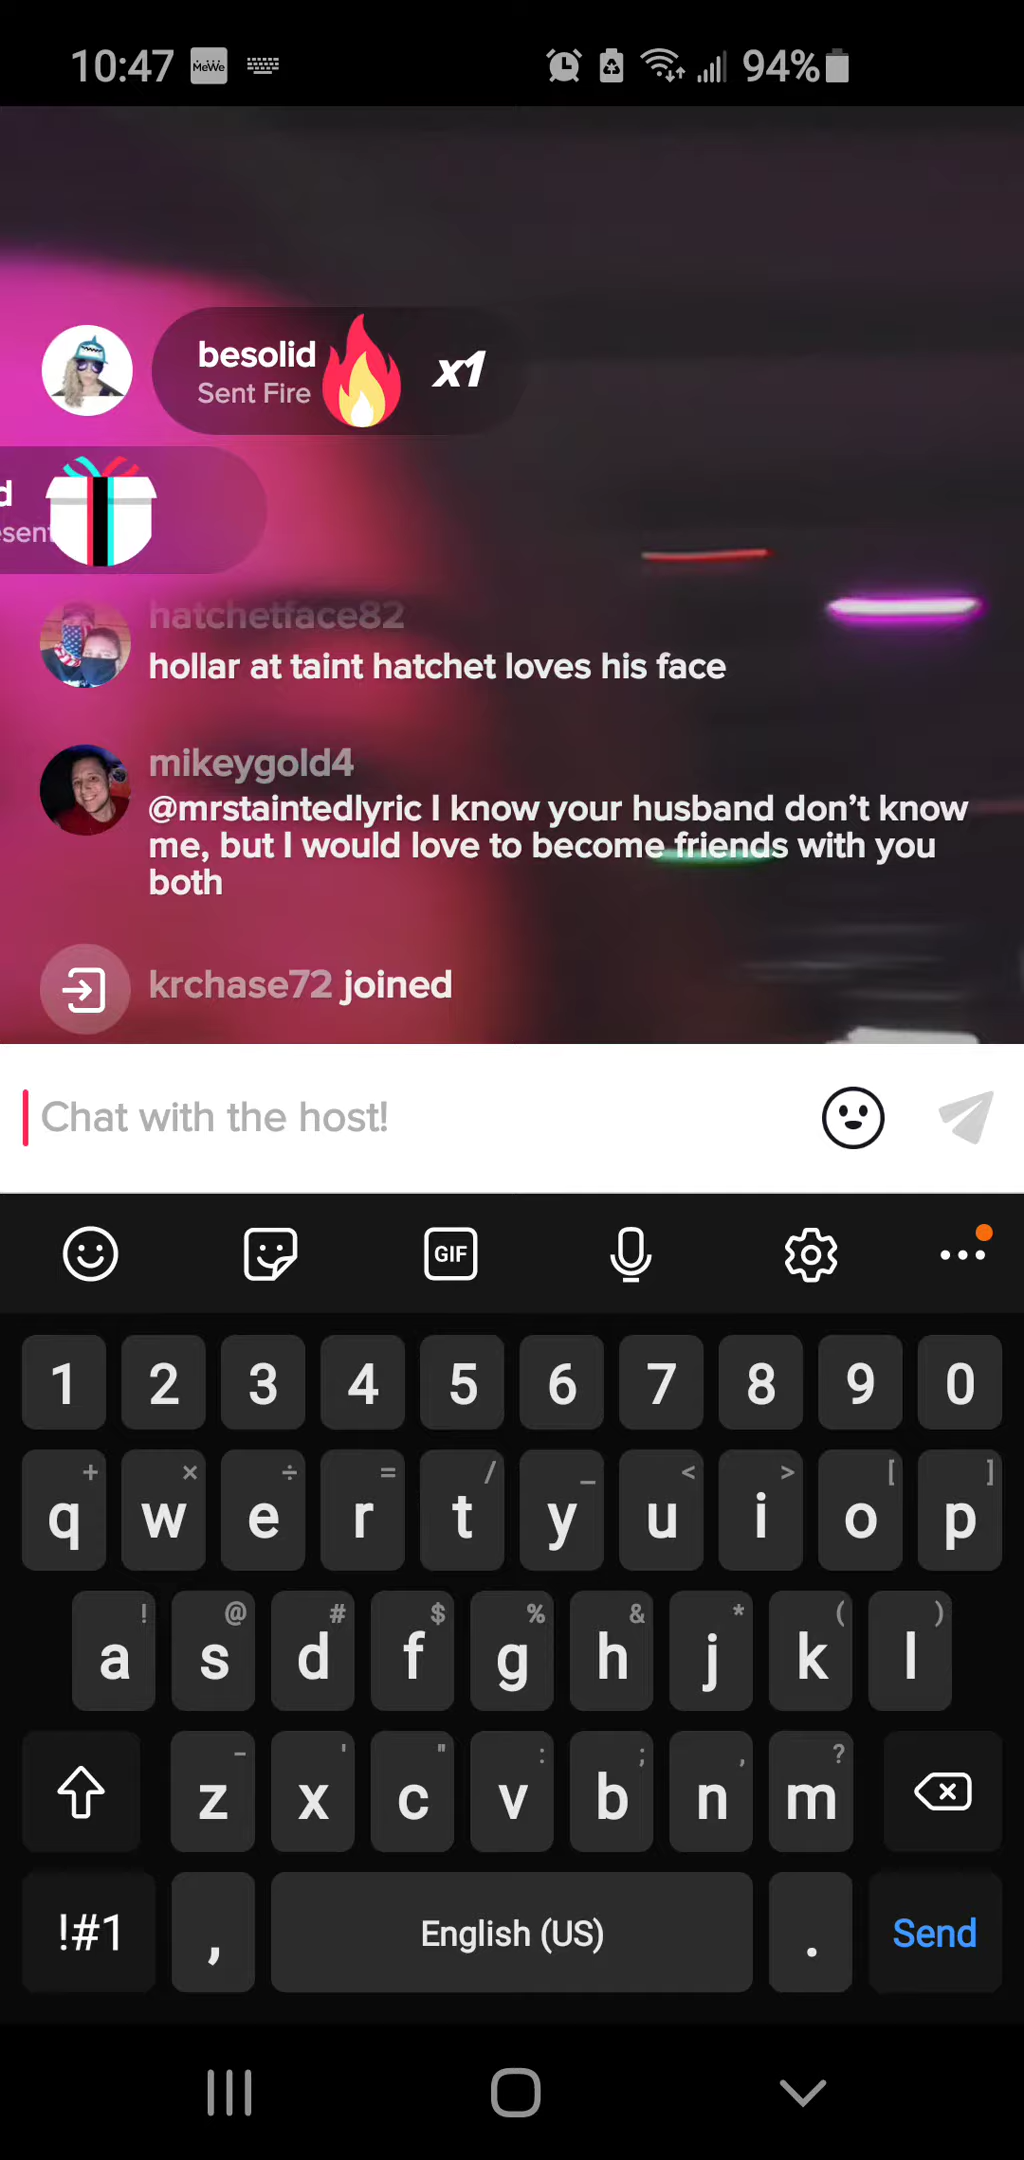 10:47 MeWe 94%
besolid
Sent Fire x1
d
esent
hatchetface82
hollar at taint hatchet loves his face
mikeygold4
@mrstaintedlyric I know your husband don’t know
me, but I would love to become friends with you
both
krchase72 joined
Chat with the host!
GIF
1 2 3 4 5 6 7 8 9 0
+ × ÷ = / _ < > [ ]
q w e r t y u i o p
! @ # $ % & * ( )
a s d f g h j k l
- ' " : ; , ?
z x c v b n m
!#1 , English (US) . Send